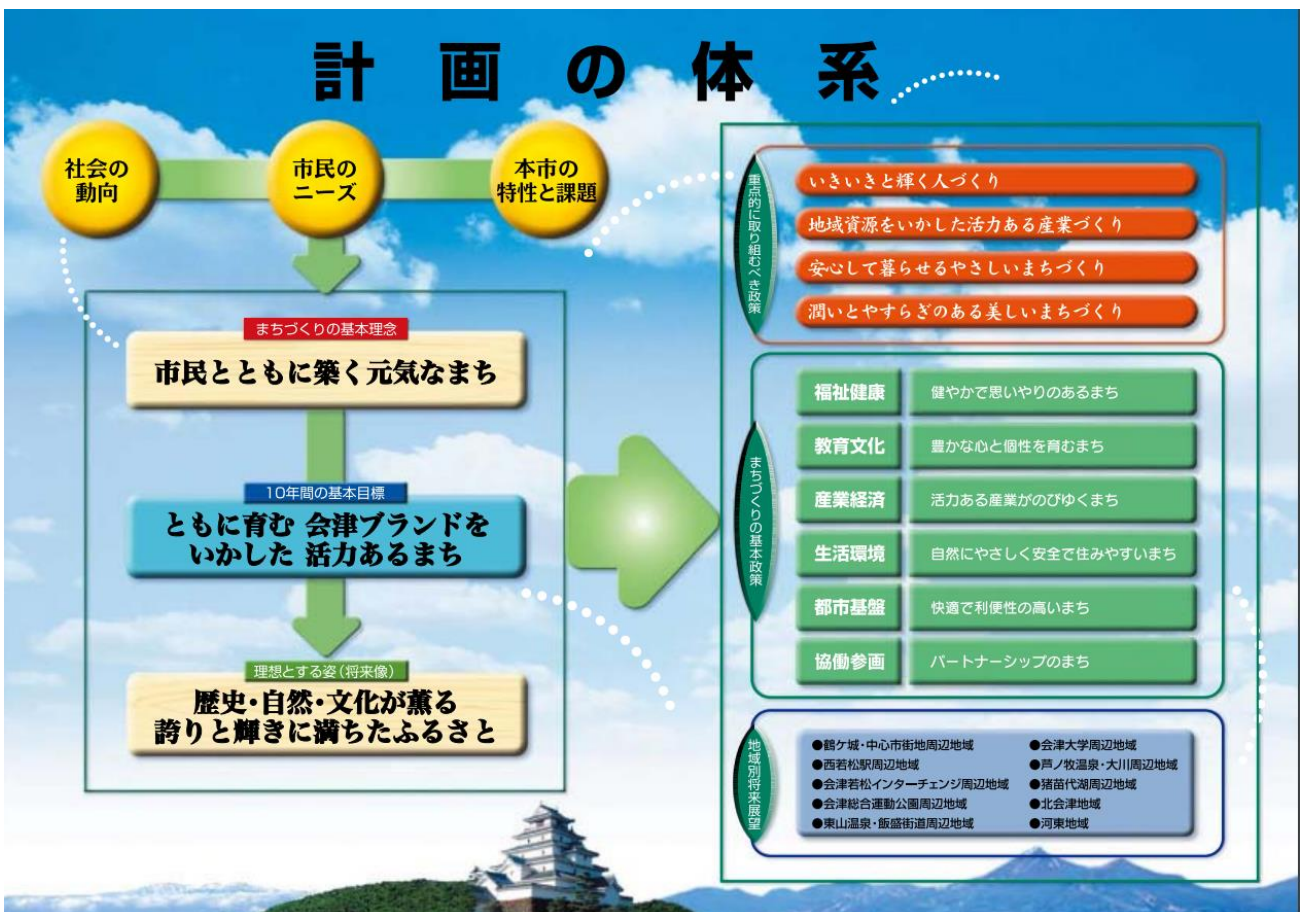 計画の体系
社会の
動向
市民の
ニーズ
本市の
特性と課題
まちづくりの基本理念
市民とともに築く元気なまち
10年間の基本目標
ともに育む 会津ブランドを
いかした 活力あるまち
理想とする姿(将来像)
歴史・自然・文化が薫る
誇りと輝きに満ちたふるさと
重点的に取り組むべき政策
いきいきと輝く人づくり
地域資源をいかした活力ある産業づくり
安心して暮らせるやさしいまちづくり
潤いとやすらぎのある美しいまちづくり
まちづくりの基本政策
福祉健康 健やかで思いやりのあるまち
教育文化 豊かな心と個性を育むまち
産業経済 活力ある産業がのびゆくまち
生活環境 自然にやさしく安全で住みやすいまち
都市基盤 快適で利便性の高いまち
協働参画 パートナーシップのまち
地域別将来展望
●鶴ケ城・中心市街地周辺地域
●西若松駅周辺地域
●会津若松インターチェンジ周辺地域
●会津総合運動公園周辺地域
●東山温泉・飯盛街道周辺地域
●会津大学周辺地域
●芦ノ牧温泉・大川周辺地域
●猪苗代湖周辺地域
●北会津地域
●河東地域